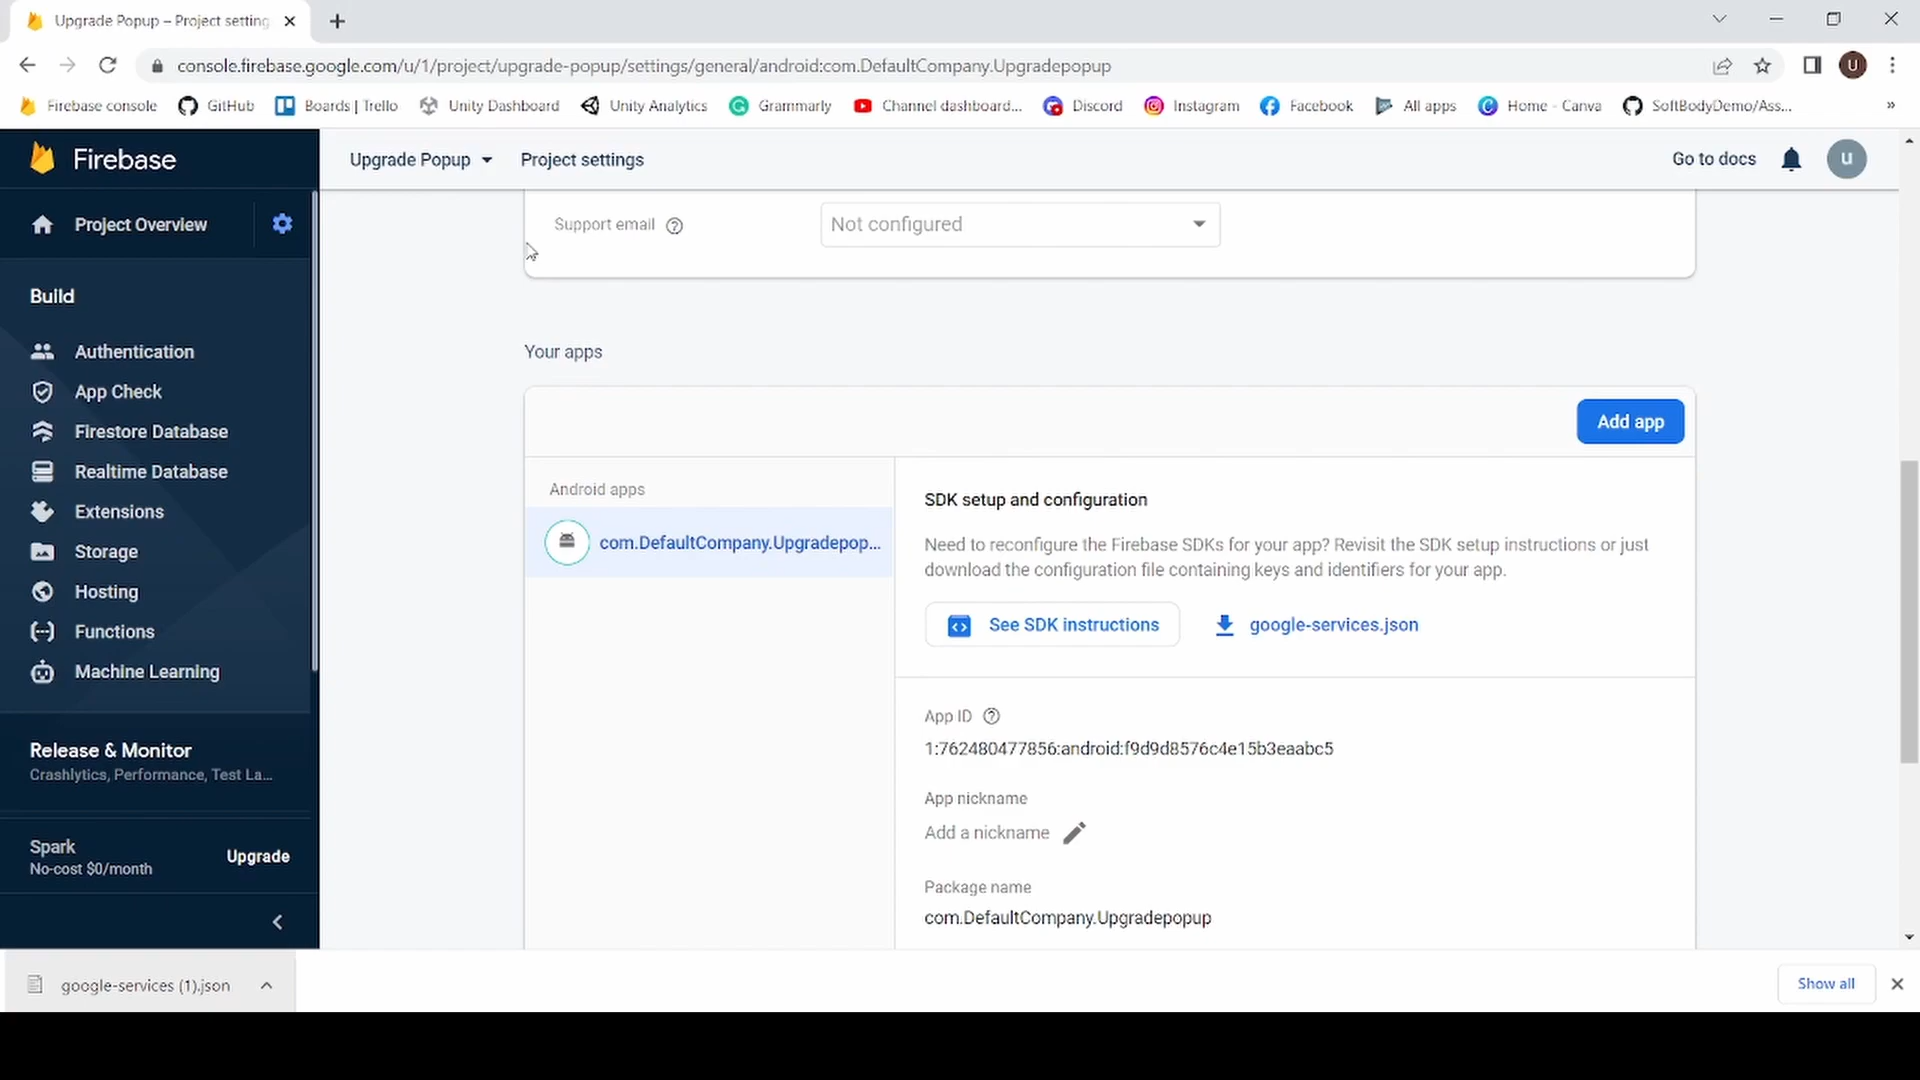 Upgrade Popup – Project setting
console.firebase.google.com/u/1/project/upgrade-popup/settings/general/android:com.DefaultCompany.Upgradepopup
U
Firebase console
GitHub
Boards | Trello
Unity Dashboard
Unity Analytics
Grammarly
Channel dashboard...
Discord
Instagram
Facebook
All apps
Home - Canva
SoftBodyDemo/Ass...
»
Firebase
Upgrade Popup
Project settings
Go to docs
u
Project Overview
Support email
Not configured
Build
Authentication
App Check
Firestore Database
Realtime Database
Extensions
Storage
Hosting
Functions
Machine Learning
Release & Monitor
Crashlytics, Performance, Test La...
Spark
No-cost $0/month
Upgrade
Your apps
Add app
Android apps
com.DefaultCompany.Upgradepop...
SDK setup and configuration
Need to reconfigure the Firebase SDKs for your app? Revisit the SDK setup instructions or just
download the configuration file containing keys and identifiers for your app.
See SDK instructions
google-services.json
App ID
1:762480477856:android:f9d9d8576c4e15b3eaabc5
App nickname
Add a nickname
Package name
com.DefaultCompany.Upgradepopup
google-services (1).json
Show all